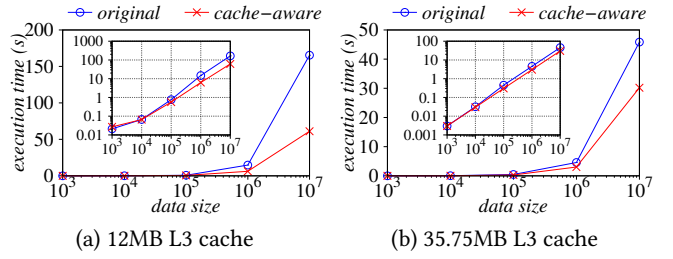 original cache-aware
execution time (s)
200
150
100
50
0
1000
100
10
1
0.1
0.01
10^3 10^4 10^5 10^6 10^7
10^3 10^4 10^5 10^6 10^7
data size
(a) 12MB L3 cache
original cache-aware
execution time (s)
50
40
30
20
10
0
100
10
1
0.1
0.01
0.001
10^3 10^4 10^5 10^6 10^7
10^3 10^4 10^5 10^6 10^7
data size
(b) 35.75MB L3 cache